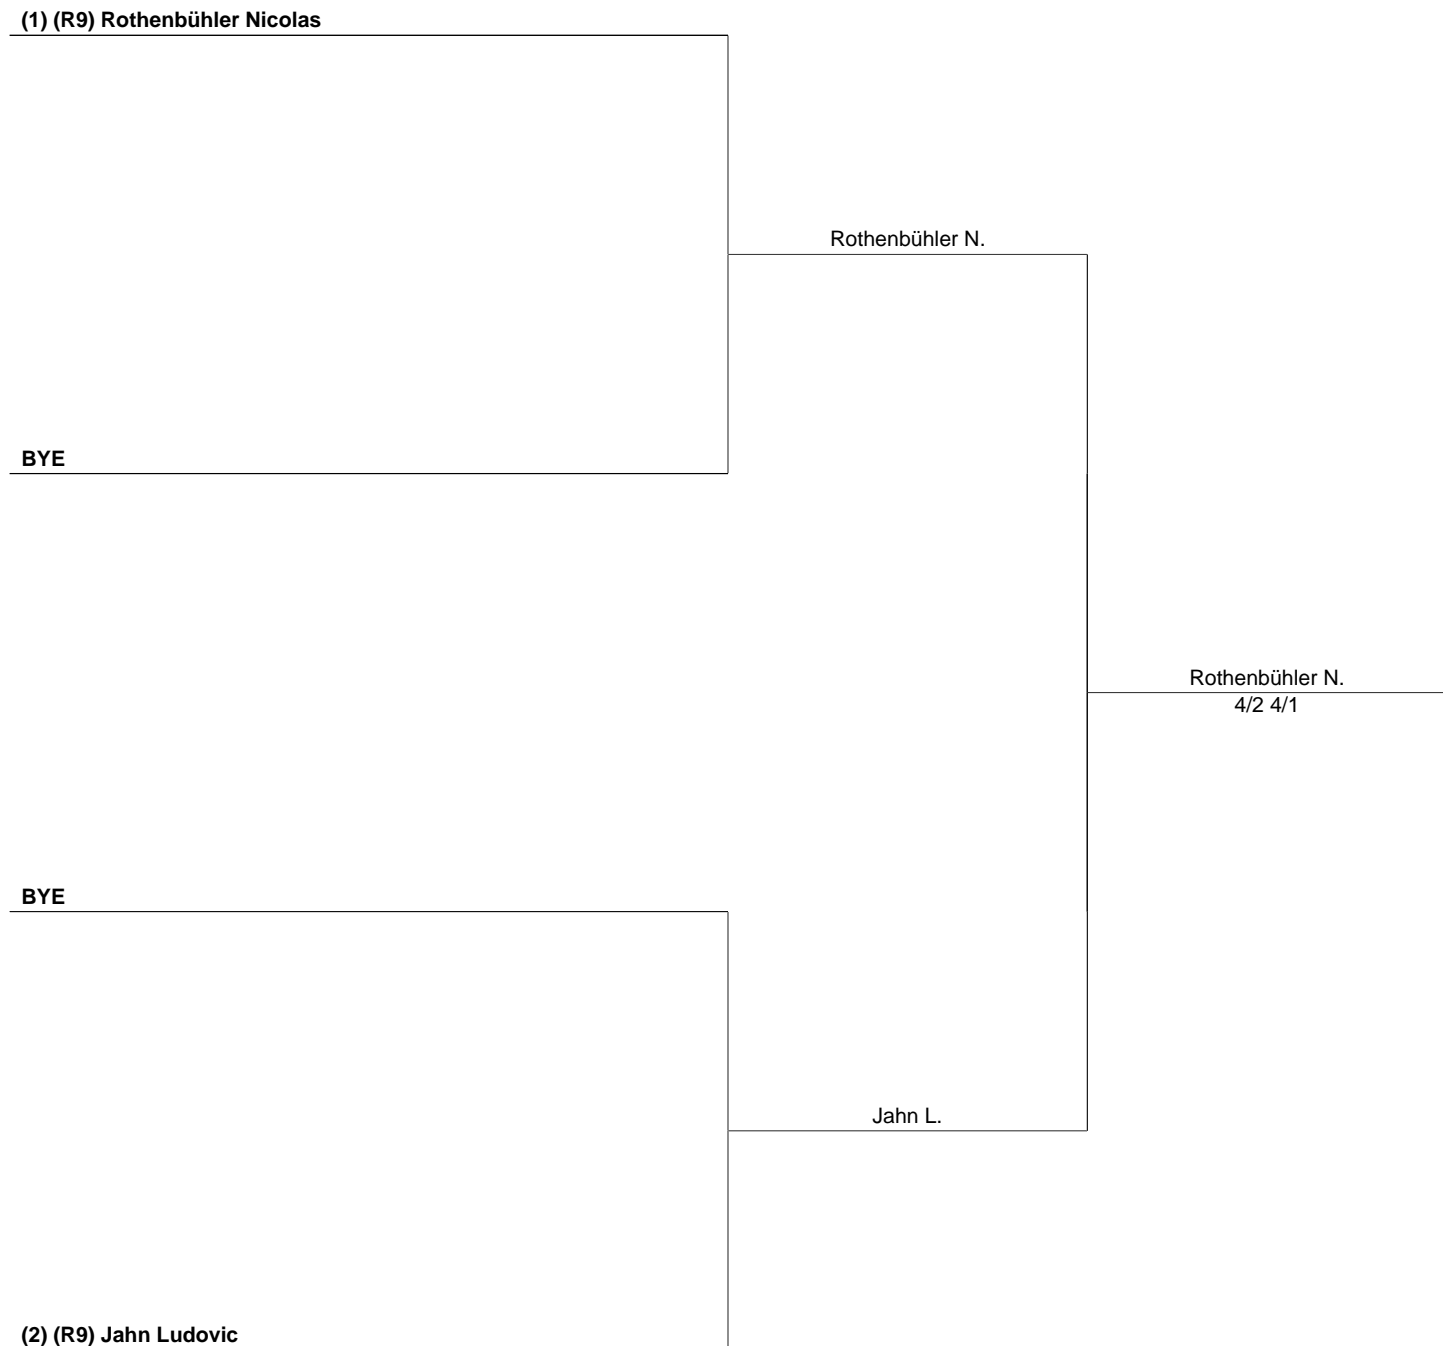 (1) (R9) Rothenbühler Nicolas
Rothenbühler N.
BYE
Rothenbühler N.
4/2 4/1
BYE
Jahn L.
(2) (R9) Jahn Ludovic